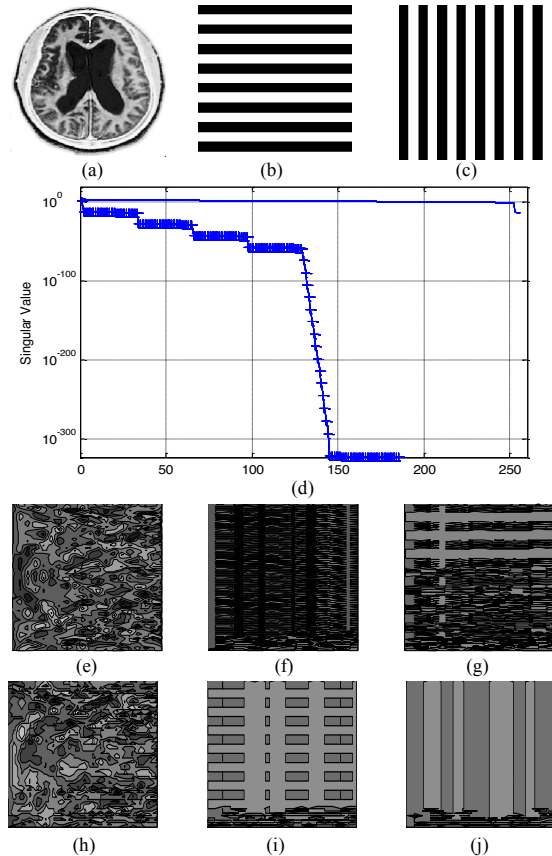 (a)
(b)
(c)
10^0
10^-100
10^-200
10^-300
Singular Value
0 50 100 150 200 250
(d)
(e)
(f)
(g)
(h)
(i)
(j)